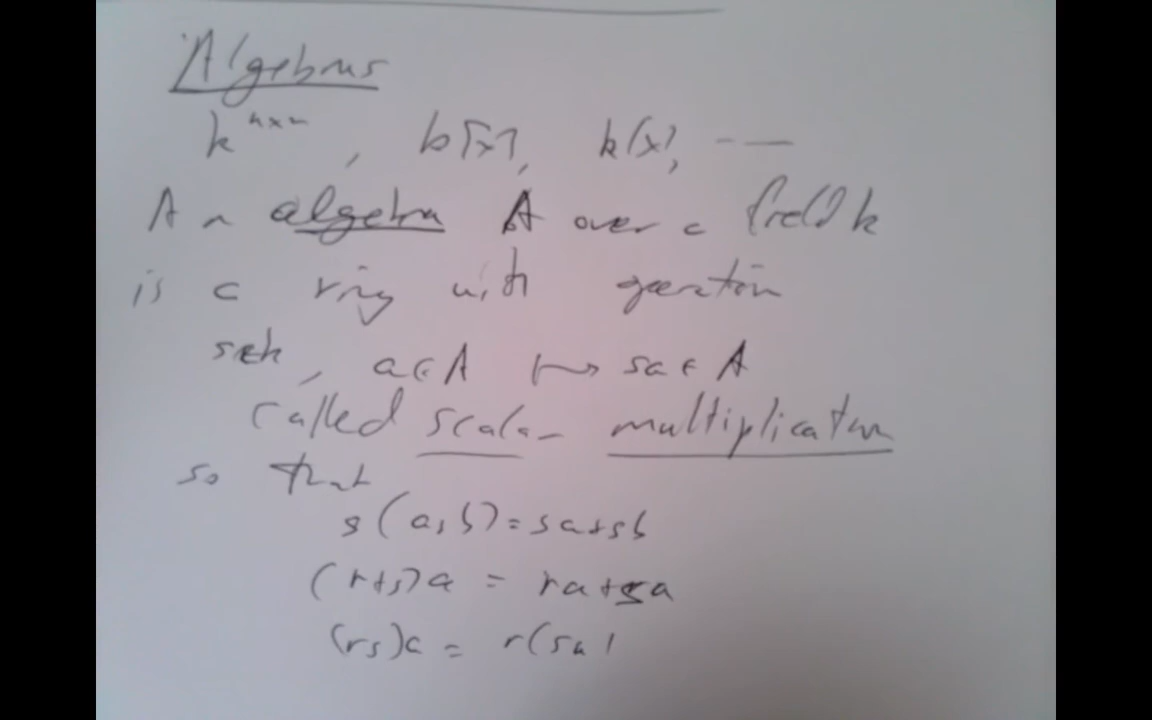 Algebras
k^{n×n}, k[x], k(x), ---
An algebra A over a field k
is a ring with operation
s∈k, a∈A ↦ sa∈A
called scalar multiplication
so that
s(a+b)=sa+sb
(r+s)a = ra+sa
(rs)a = r(sa)